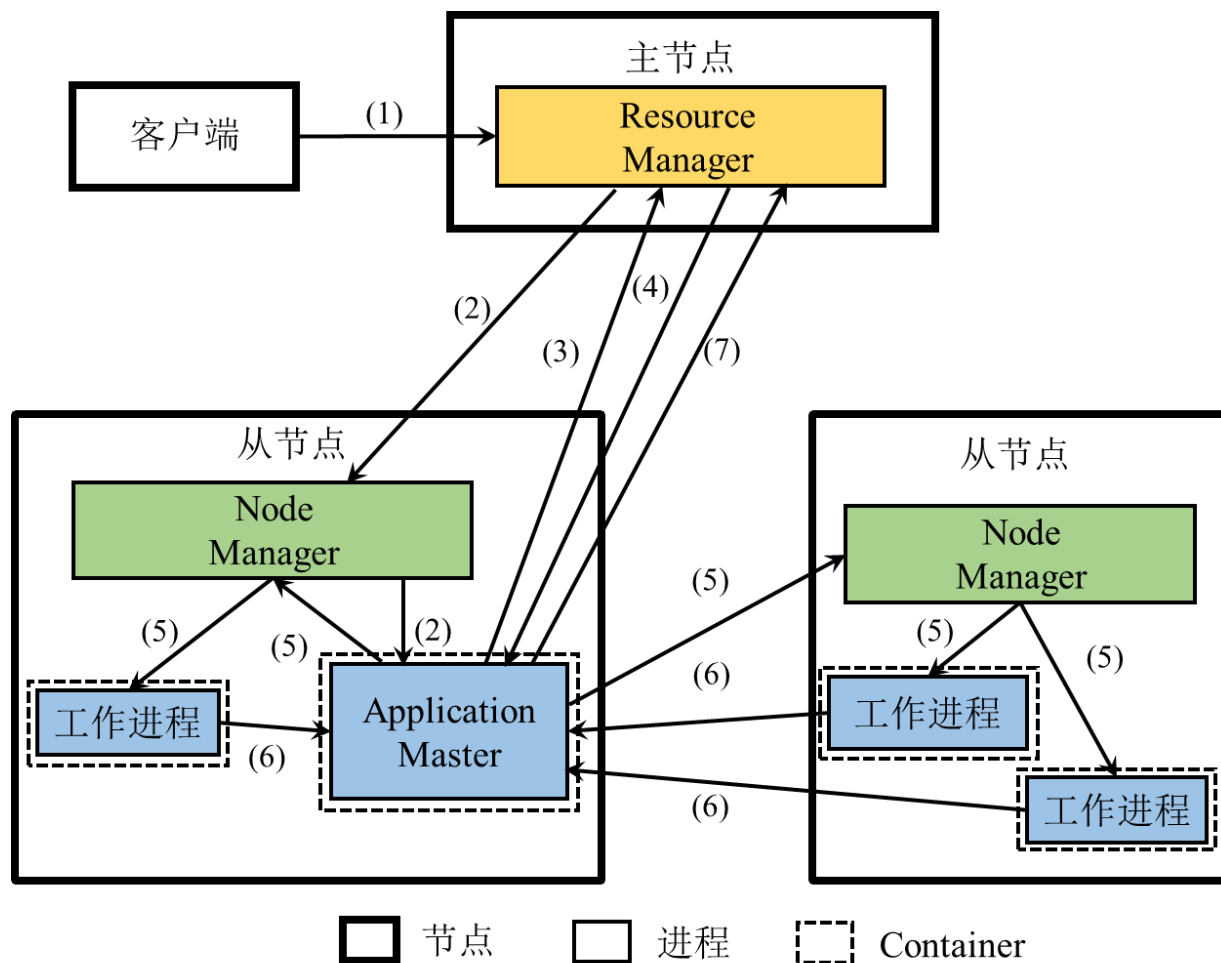 主节点
客户端
(1)
Resource
Manager
(2)
(3)
(4)
(7)
从节点
Node
Manager
(5)
(5)
(2)
工作进程
(6)
Application
Master
(5)
(6)
(6)
从节点
Node
Manager
(5)
(5)
工作进程
工作进程
节点
进程
Container